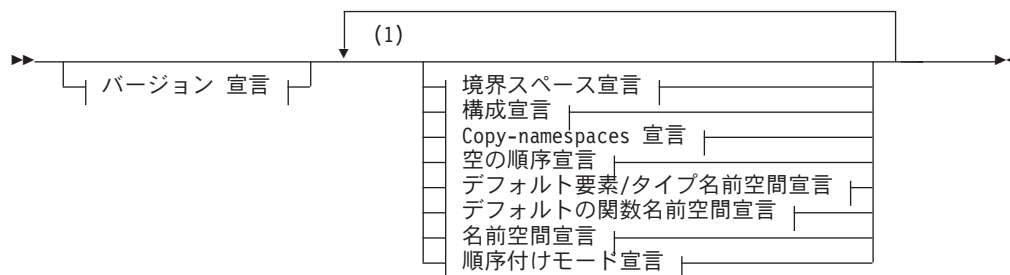 (1)
バージョン 宣言
境界スペース宣言
構成宣言
Copy-namespaces 宣言
空の順序宣言
デフォルト要素/タイプ名前空間宣言
デフォルトの関数名前空間宣言
名前空間宣言
順序付けモード宣言